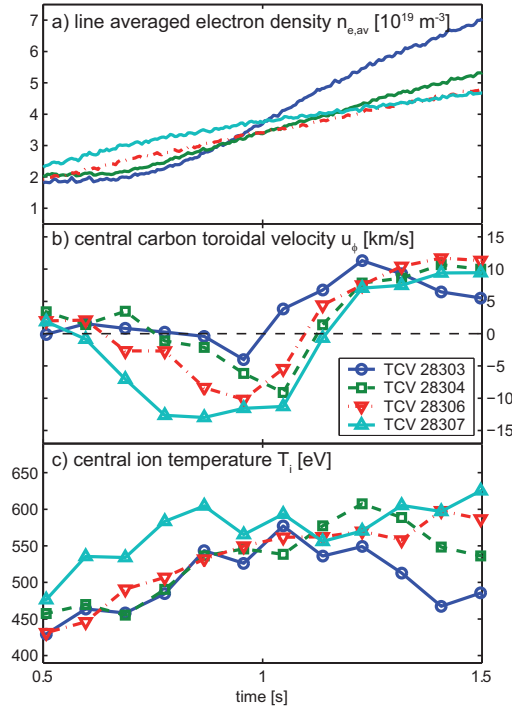 a) line averaged electron density n_e,av [10^19 m^-3]
7
6
5
4
3
2
1
b) central carbon toroidal velocity u_ϕ [km/s]
10
5
0
-5
-10
-15
TCV 28303
TCV 28304
TCV 28306
TCV 28307
c) central ion temperature T_i [eV]
650
600
550
500
450
400
0.5
1
1.5
time [s]